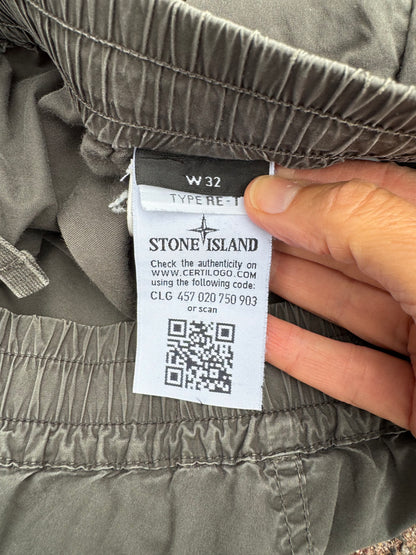 W 32
TYPE RE-T
STONE ISLAND
Check the authenticity on
WWW.CERTILOGO.COM
using the following code:
CLG 457 020 750 903
or scan